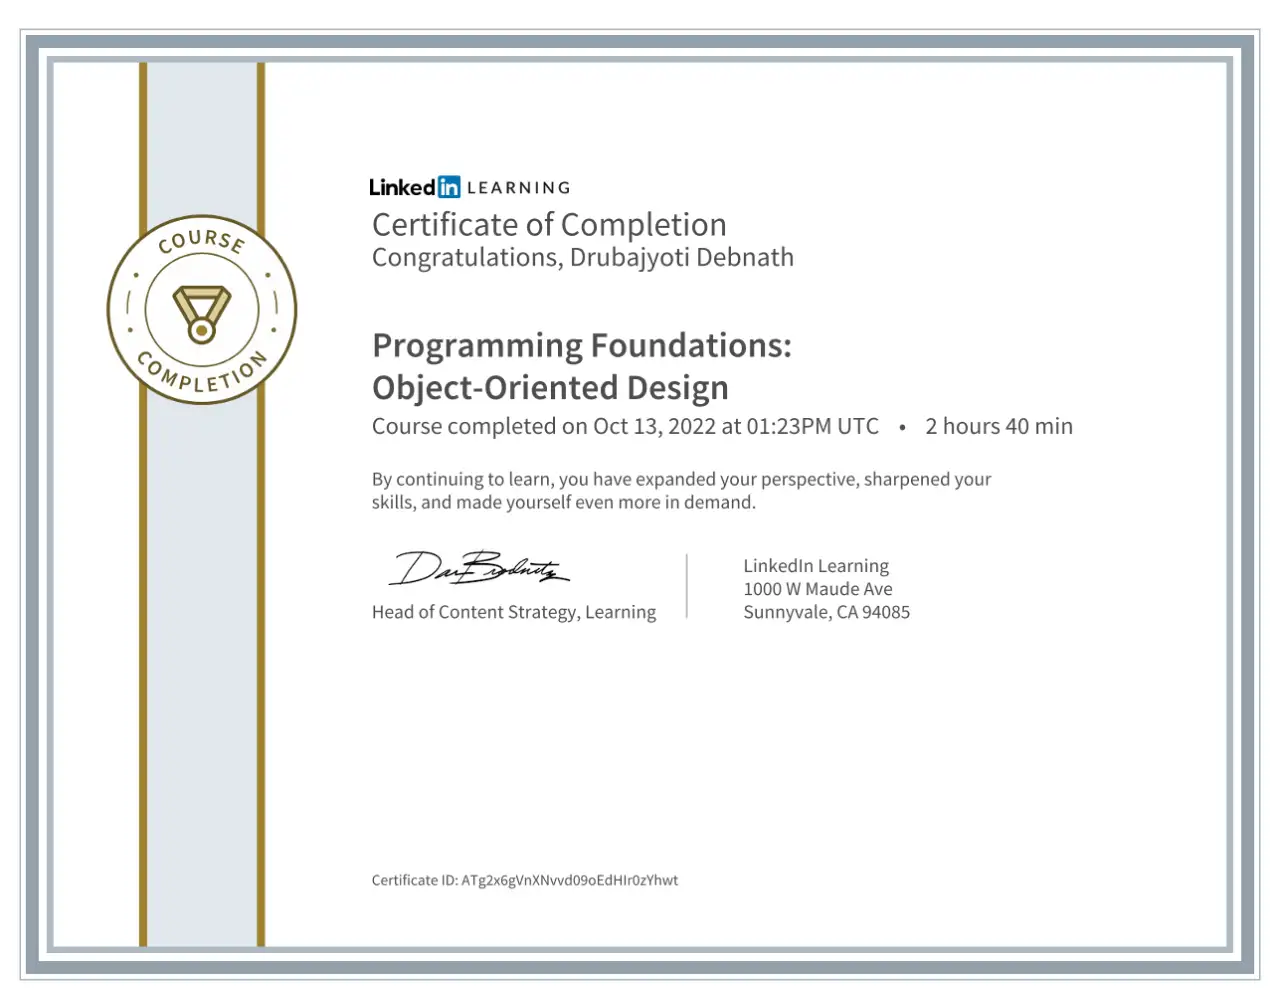 LinkedIn LEARNING
Certificate of Completion
Congratulations, Drubajyoti Debnath
COURSE
COMPLETION
Programming Foundations:
Object-Oriented Design
Course completed on Oct 13, 2022 at 01:23PM UTC • 2 hours 40 min
By continuing to learn, you have expanded your perspective, sharpened your
skills, and made yourself even more in demand.
Head of Content Strategy, Learning
LinkedIn Learning
1000 W Maude Ave
Sunnyvale, CA 94085
Certificate ID: ATg2x6gVnXNvvd09oEdHIr0zYhwt